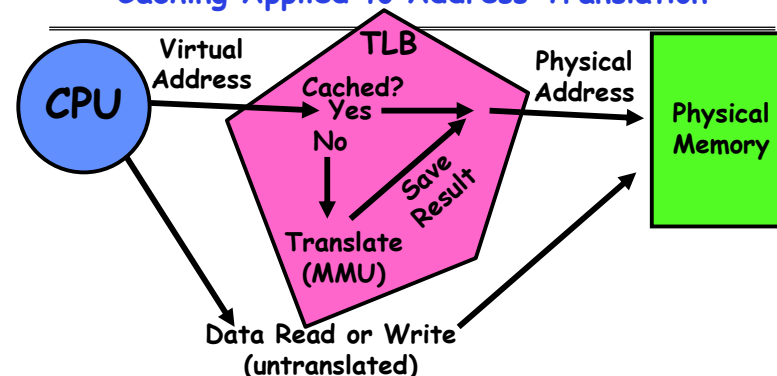 Caching Applied to Address Translation
TLB
Virtual
Address
CPU
Cached?
Yes
No
Save
Result
Translate
(MMU)
Physical
Address
Physical
Memory
Data Read or Write
(untranslated)